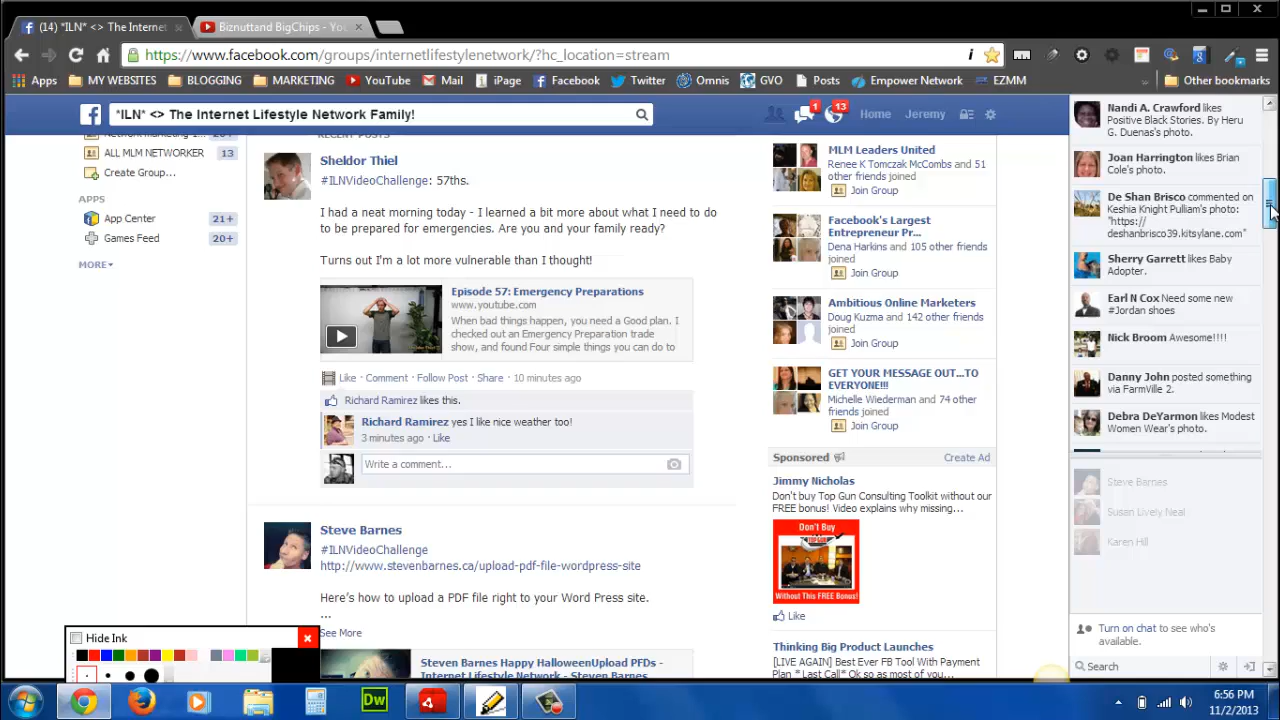 (14) *ILN* <> The Internet
Biznuttand BigChips - Yo
https://www.facebook.com/groups/internetlifestylenetwork/?hc_location=stream
Apps MY WEBSITES BLOGGING MARKETING YouTube Mail iPage Facebook Twitter Omnis GVO Posts Empower Network EZMM » Other bookmarks
*ILN* <> The Internet Lifestyle Network Family!
1 13 Home Jeremy
ALL MLM NETWORKER 13
Create Group...
APPS
App Center 21+
Games Feed 20+
MORE
RECENT POSTS
Sheldor Thiel
#ILNVideoChallenge: 57ths.
I had a neat morning today - I learned a bit more about what I need to do
to be prepared for emergencies. Are you and your family ready?
Turns out I'm a lot more vulnerable than I thought!
Episode 57: Emergency Preparations
www.youtube.com
When bad things happen, you need a Good plan. I
checked out an Emergency Preparation trade
show, and found Four simple things you can do to
Like · Comment · Follow Post · Share · 10 minutes ago
Richard Ramirez likes this.
Richard Ramirez yes I like nice weather too!
3 minutes ago · Like
Write a comment...
Steve Barnes
#ILNVideoChallenge
http://www.stevenbarnes.ca/upload-pdf-file-wordpress-site
Here's how to upload a PDF file right to your Word Press site.
...
See More
Steven Barnes Happy HalloweenUpload PFDs -
Internet Lifestyle Network - Steven Barnes
MLM Leaders United
Renee K Tomczak McCombs and 51
other friends
joined
Join Group
Facebook's Largest
Entrepreneur Pr...
Dena Harkins and 105 other friends
joined
Join Group
Ambitious Online Marketers
Doug Kuzma and 142 other friends
joined
Join Group
GET YOUR MESSAGE OUT...TO
EVERYONE!!!
Michelle Wiederman and 74 other
friends joined
Join Group
Sponsored Create Ad
Jimmy Nicholas
Don't buy Top Gun Consulting Toolkit without our
FREE bonus! Video explains why missing...
Don't Buy
Without This FREE Bonus!
Like
Thinking Big Product Launches
[LIVE AGAIN] Best Ever FB Tool With Payment
Plan * Last Call* Ok so as most of you...
Nandi A. Crawford likes
Positive Black Stories. By Heru
G. Duenas's photo.
Joan Harrington likes Brian
Cole's photo.
De Shan Brisco commented on
Keshia Knight Pulliam's photo:
"https://
deshanbrisco39.kitsylane.com"
Sherry Garrett likes Baby
Adopter.
Earl N Cox Need some new
#Jordan shoes
Nick Broom Awesome!!!!
Danny John posted something
via FarmVille 2.
Debra DeYarmon likes Modest
Women Wear's photo.
Steve Barnes
Susan Lively Neal
Karen Hill
Turn on chat to see who's
available.
Search
Hide Ink
Dw
6:56 PM
11/2/2013